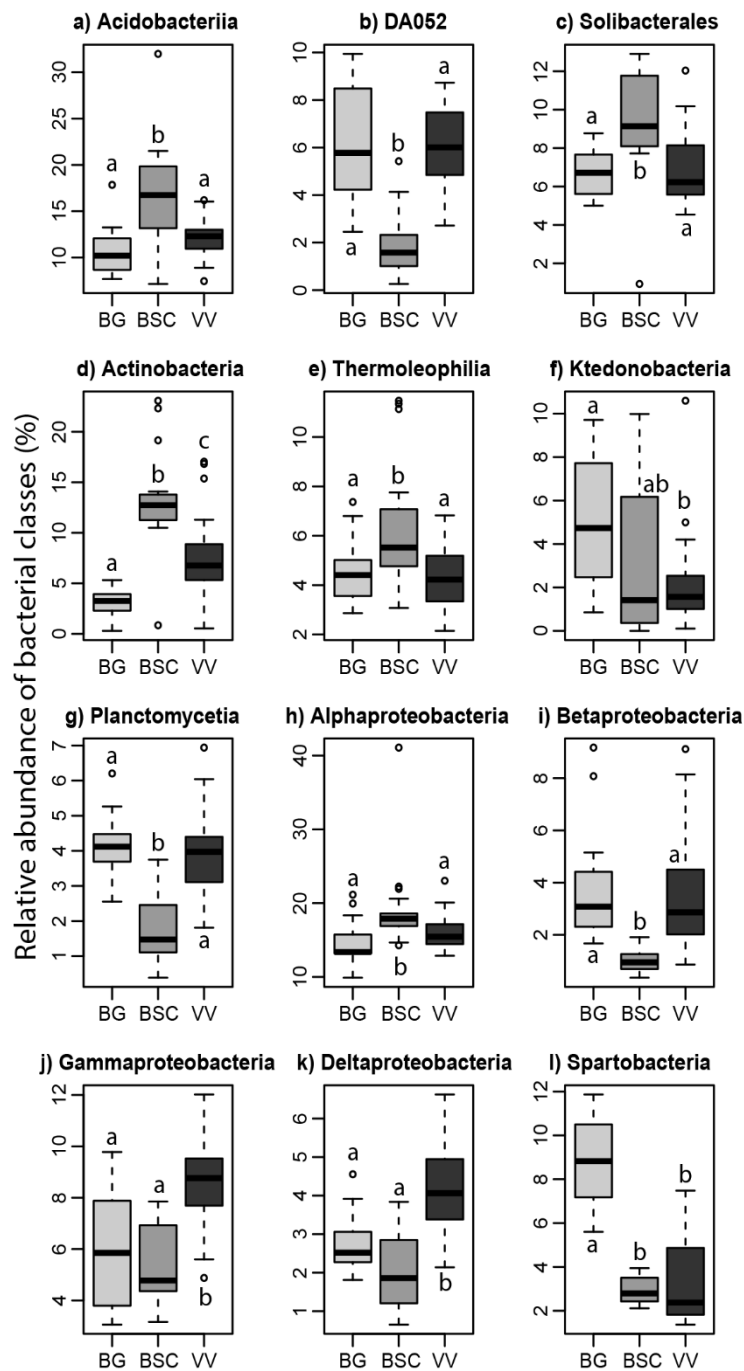 Relative abundance of bacterial classes (%)
a) Acidobacteriia
30
25
20
15
10
a
b
a
BG BSC VV
b) DA052
10
8
6
4
2
0
a
b
a
BG BSC VV
c) Solibacterales
12
10
8
6
4
2
a
b
a
BG BSC VV
d) Actinobacteria
20
15
10
5
0
a
b
c
BG BSC VV
e) Thermoleophilia
10
8
6
4
2
a
b
a
BG BSC VV
f) Ktedonobacteria
10
8
6
4
2
0
a
ab
b
BG BSC VV
g) Planctomycetia
7
6
5
4
3
2
1
a
b
a
BG BSC VV
h) Alphaproteobacteria
40
30
20
10
a
b
a
BG BSC VV
i) Betaproteobacteria
8
6
4
2
a
b
a
BG BSC VV
j) Gammaproteobacteria
12
10
8
6
4
a
a
b
BG BSC VV
k) Deltaproteobacteria
6
5
4
3
2
1
a
a
b
BG BSC VV
l) Spartobacteria
12
10
8
6
4
2
a
b
b
BG BSC VV